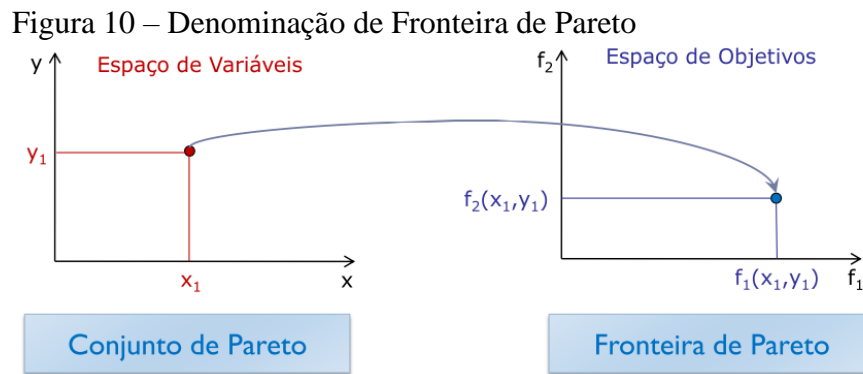 Figura 10 – Denominação de Fronteira de Pareto
y
Espaço de Variáveis
y₁
x₁
x
Conjunto de Pareto
f₂
Espaço de Objetivos
f₂(x₁,y₁)
f₁(x₁,y₁)
f₁
Fronteira de Pareto